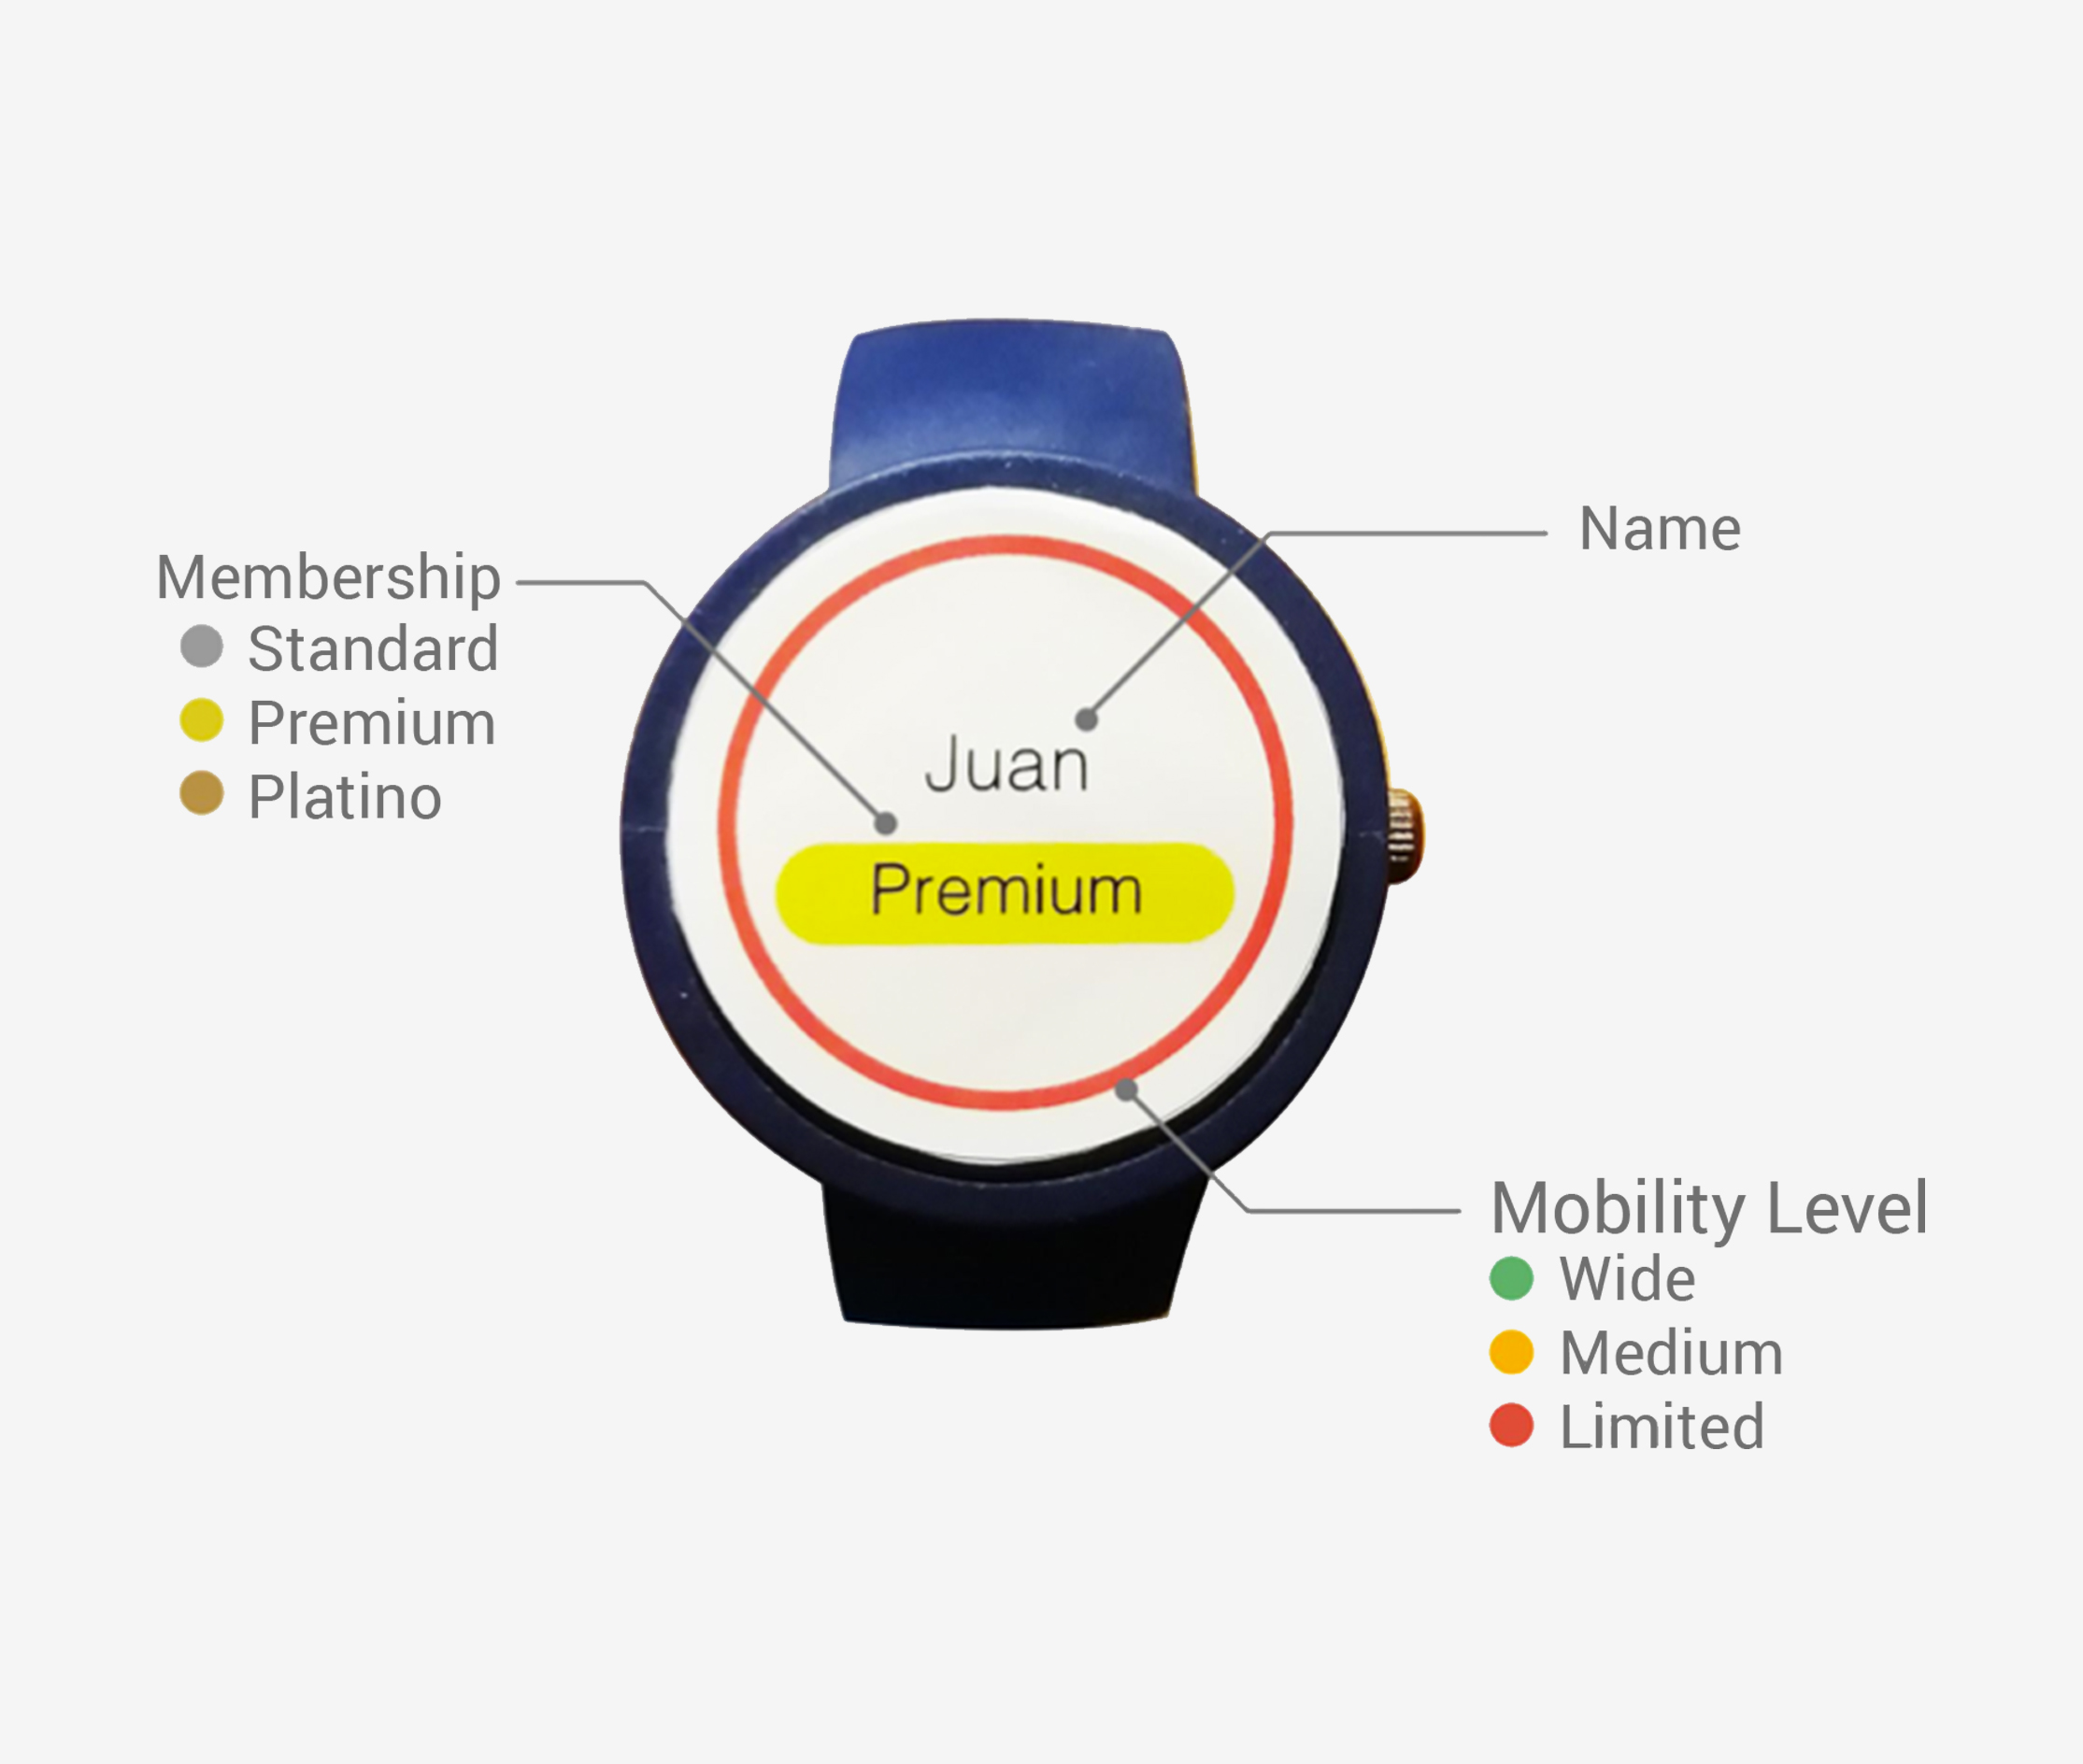 Name
Membership
Standard
Premium
Platino
Juan
Premium
Mobility Level
Wide
Medium
Limited